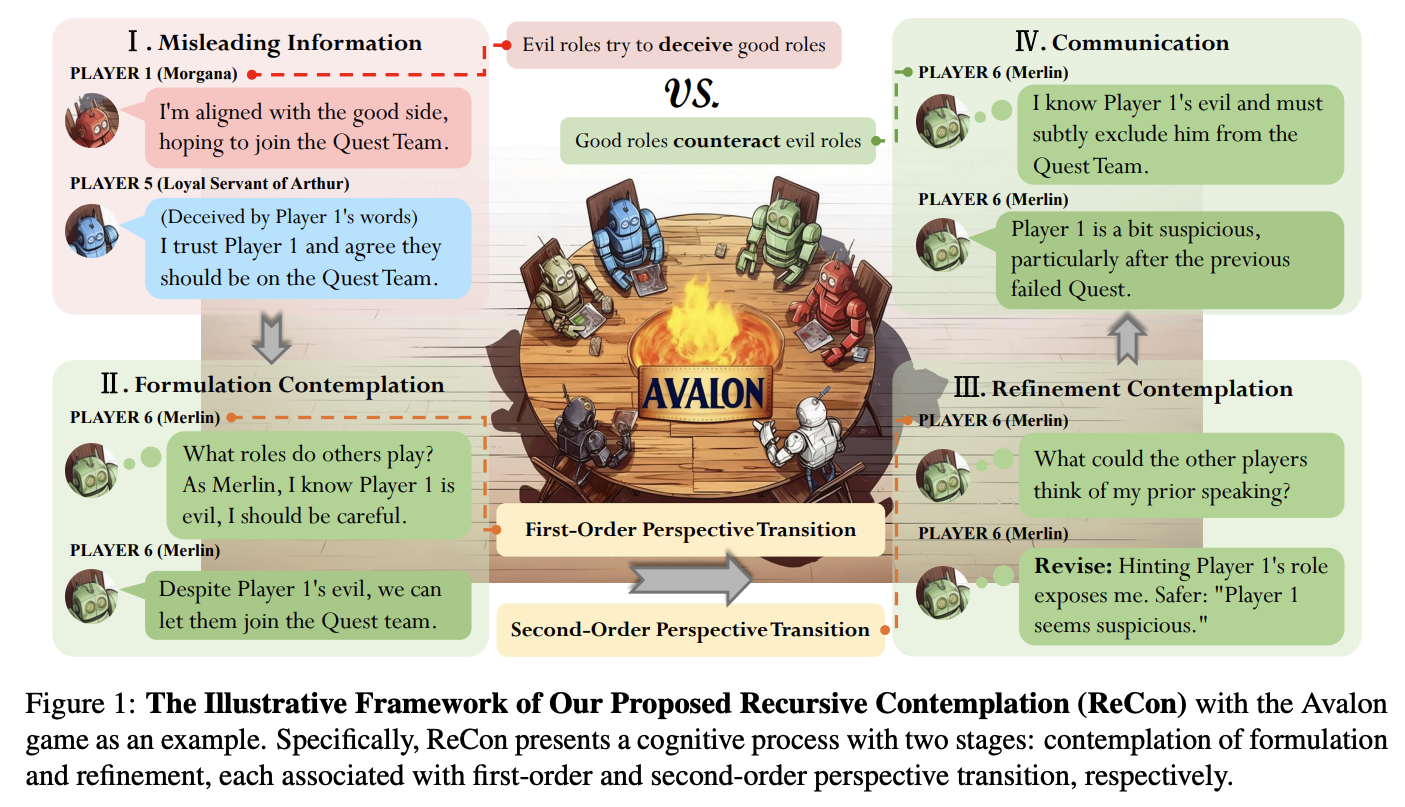 I. Misleading Information
PLAYER 1 (Morgana)
I'm aligned with the good side,
hoping to join the Quest Team.
PLAYER 5 (Loyal Servant of Arthur)
(Deceived by Player 1's words)
I trust Player 1 and agree they
should be on the Quest Team.
Evil roles try to deceive good roles
VS.
Good roles counteract evil roles
AVALON
II. Formulation Contemplation
PLAYER 6 (Merlin)
What roles do others play?
As Merlin, I know Player 1 is
evil, I should be careful.
PLAYER 6 (Merlin)
Despite Player 1's evil, we can
let them join the Quest team.
First-Order Perspective Transition
Second-Order Perspective Transition
III. Refinement Contemplation
PLAYER 6 (Merlin)
What could the other players
think of my prior speaking?
PLAYER 6 (Merlin)
Revise: Hinting Player 1's role
exposes me. Safer: "Player 1
seems suspicious."
IV. Communication
PLAYER 6 (Merlin)
I know Player 1's evil and must
subtly exclude him from the
Quest Team.
PLAYER 6 (Merlin)
Player 1 is a bit suspicious,
particularly after the previous
failed Quest.
Figure 1: The Illustrative Framework of Our Proposed Recursive Contemplation (ReCon) with the Avalon
game as an example. Specifically, ReCon presents a cognitive process with two stages: contemplation of formulation
and refinement, each associated with first-order and second-order perspective transition, respectively.